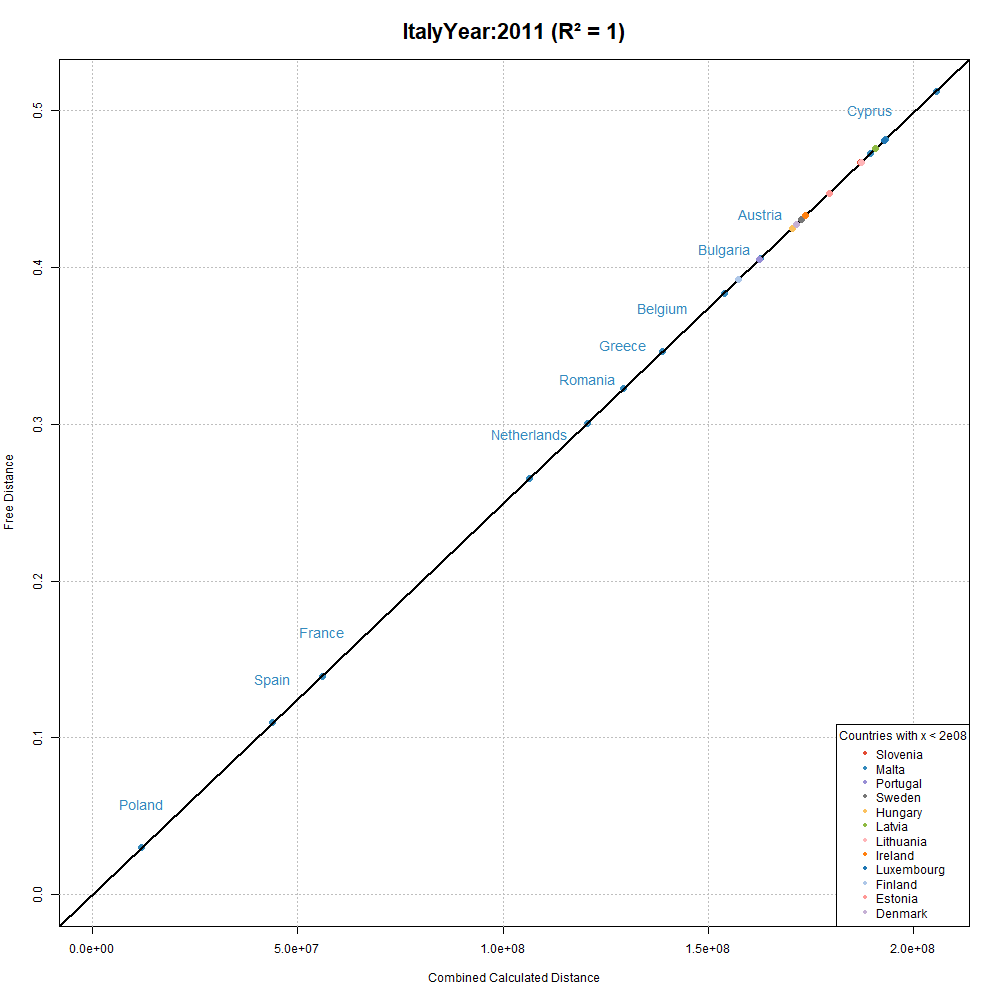 ItalyYear:2011 (R² = 1)
0.5
0.4
0.3
0.2
0.1
0.0
Free Distance
Cyprus
Austria
Bulgaria
Belgium
Greece
Romania
Netherlands
France
Spain
Poland
Countries with x < 2e08
Slovenia
Malta
Portugal
Sweden
Hungary
Latvia
Lithuania
Ireland
Luxembourg
Finland
Estonia
Denmark
0.0e+00 5.0e+07 1.0e+08 1.5e+08 2.0e+08
Combined Calculated Distance